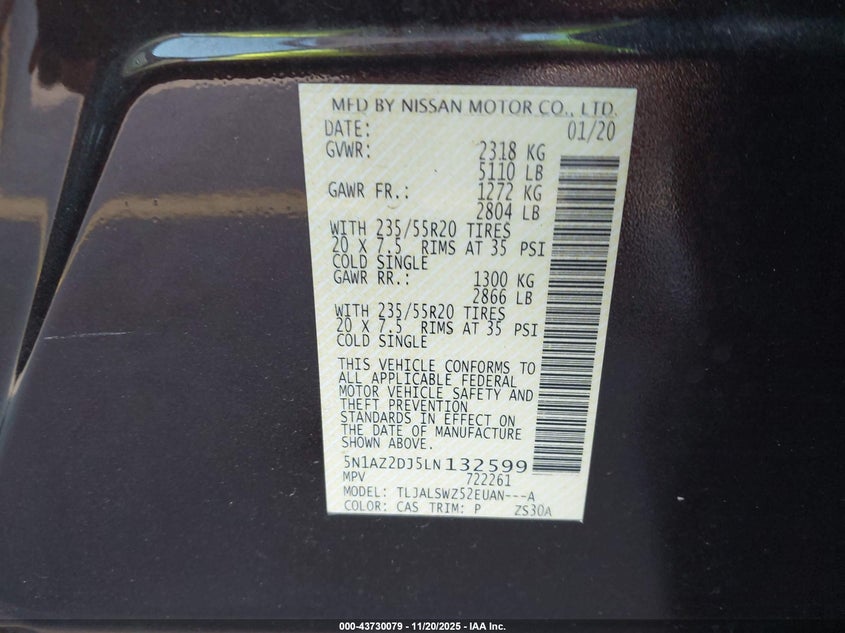 MFD BY NISSAN MOTOR CO., LTD.
DATE: 01/20
GVWR: 2318 KG
5110 LB
GAWR FR.: 1272 KG
2804 LB
WITH 235/55R20 TIRES
20 X 7.5 RIMS AT 35 PSI
COLD SINGLE
GAWR RR.: 1300 KG
2866 LB
WITH 235/55R20 TIRES
20 X 7.5 RIMS AT 35 PSI
COLD SINGLE
THIS VEHICLE CONFORMS TO
ALL APPLICABLE FEDERAL
MOTOR VEHICLE SAFETY AND
THEFT PREVENTION
STANDARDS IN EFFECT ON
THE DATE OF MANUFACTURE
SHOWN ABOVE.
5N1AZ2DJ5LN132599
MPV 722261
MODEL: TLJALSWZ52EUAN---A
COLOR: CAS TRIM: P ZS30A
000-43730079 - 11/20/2025 - IAA Inc.